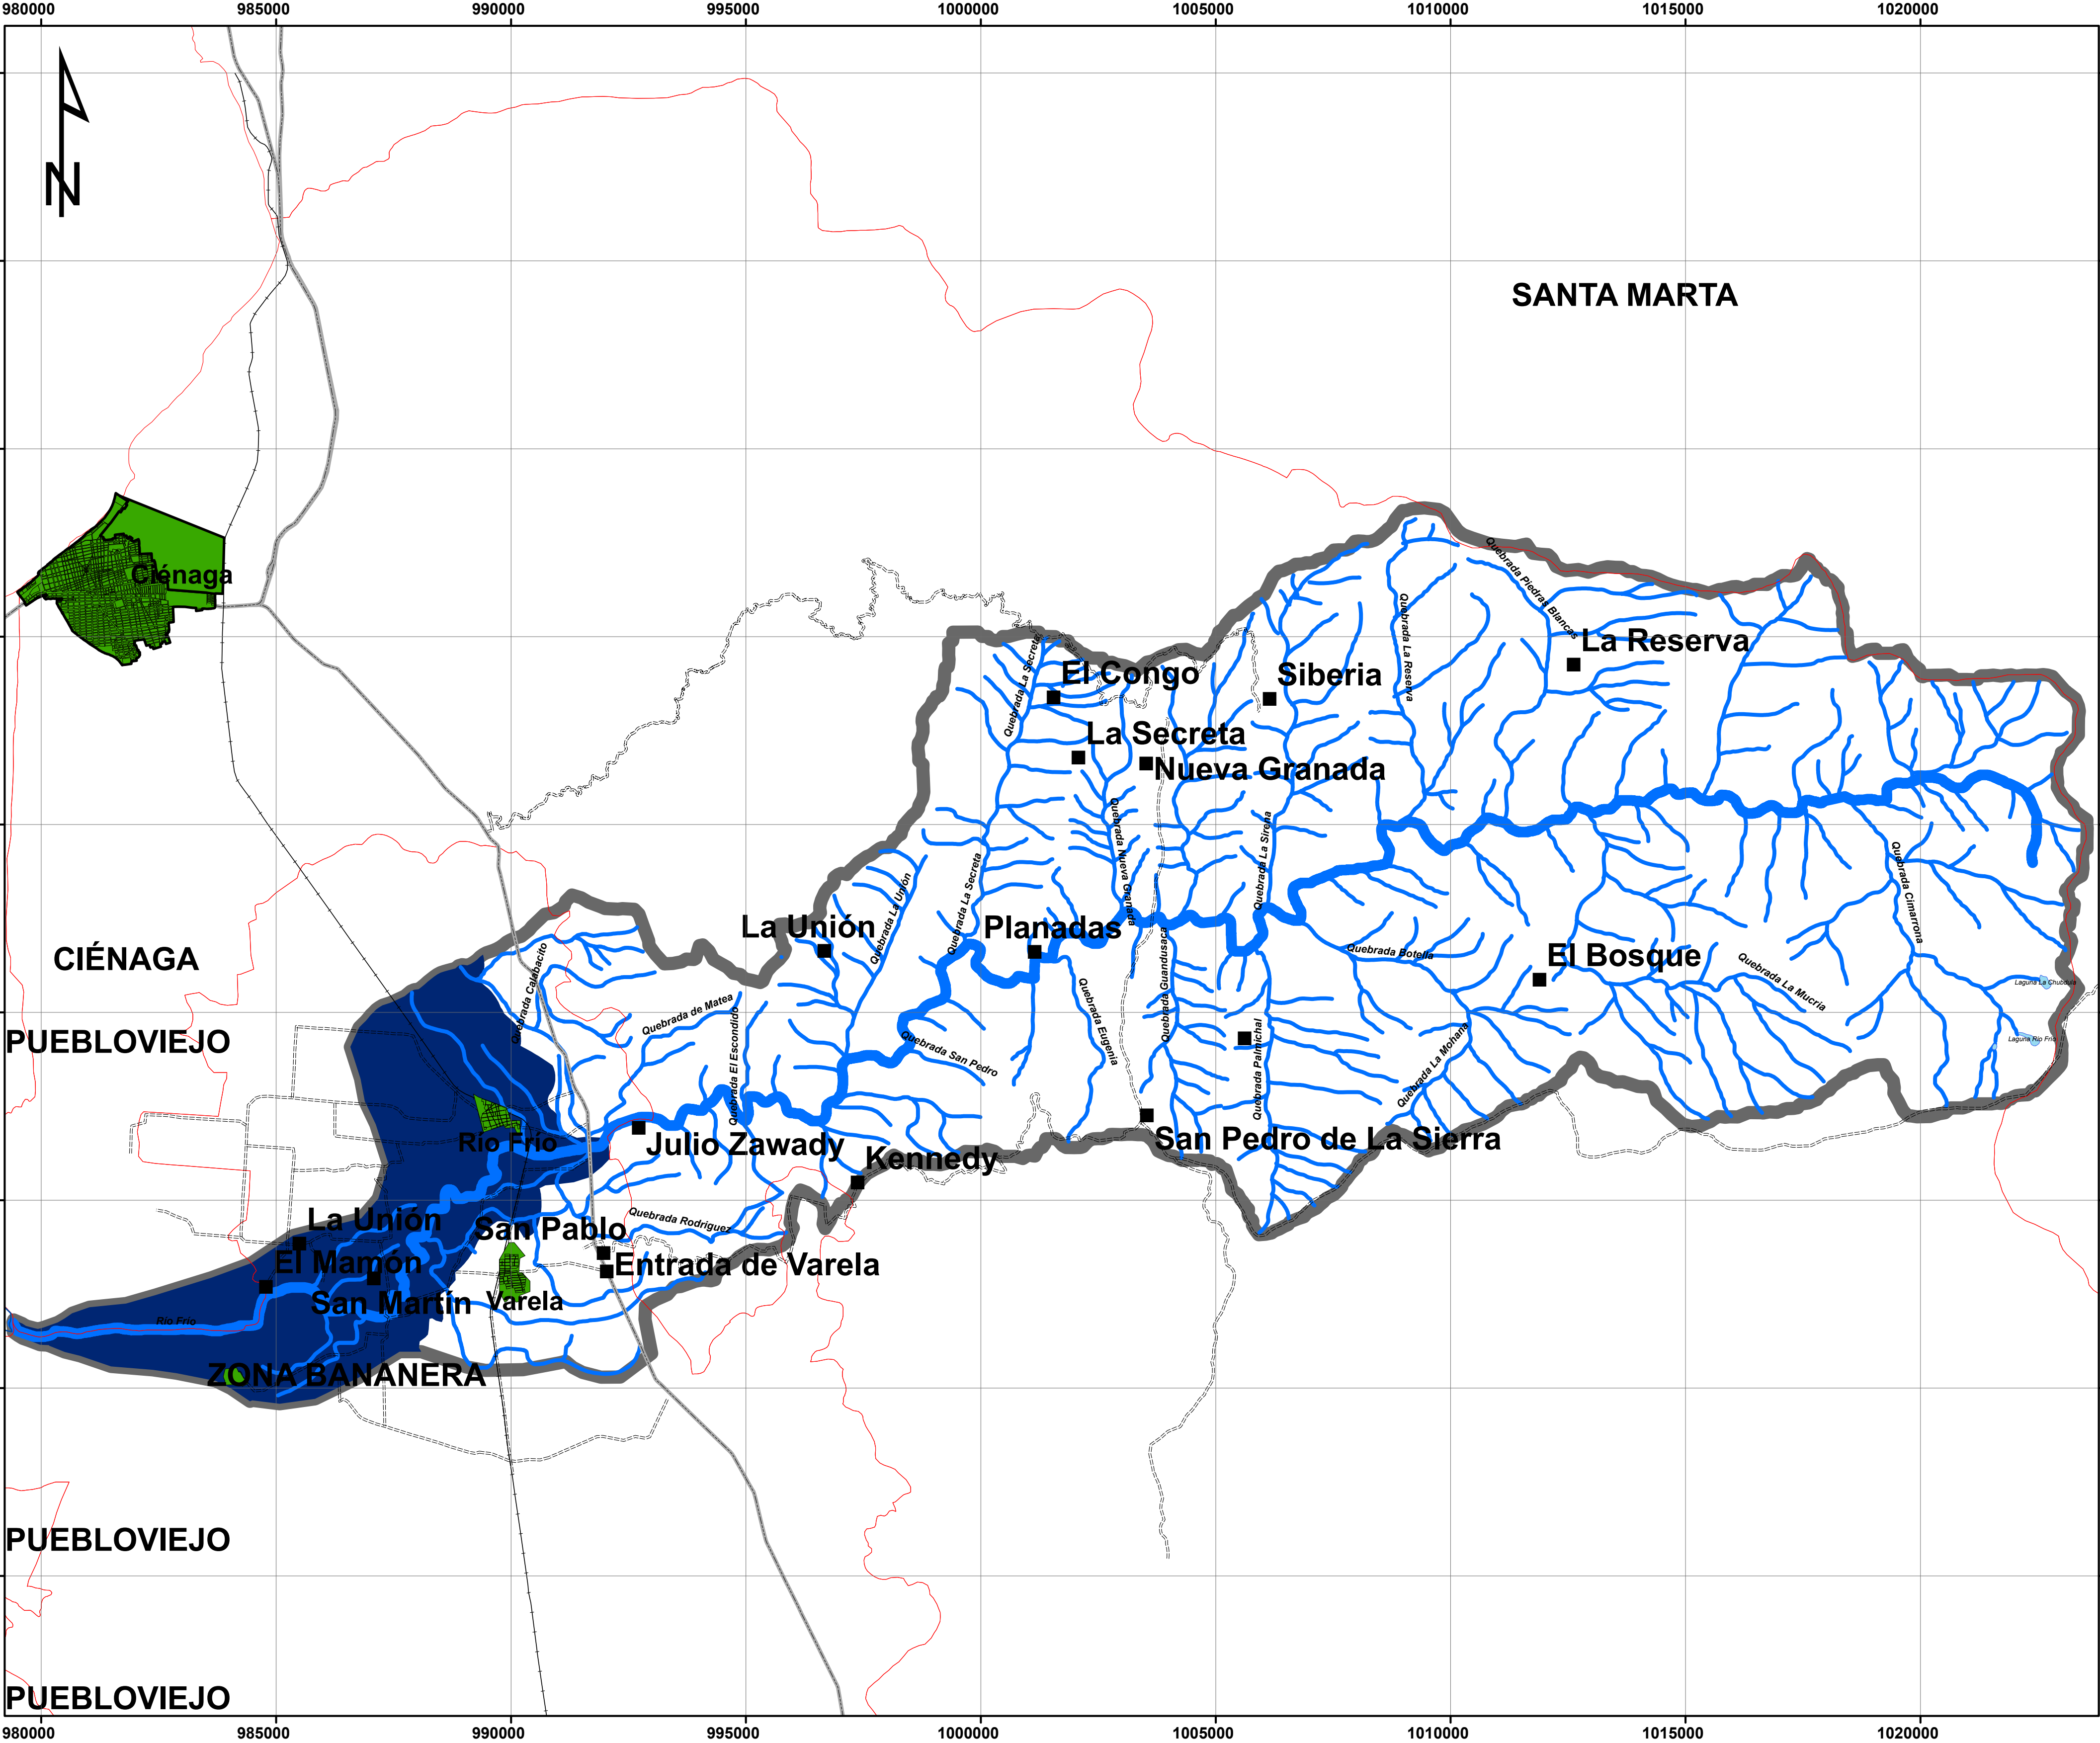 980000 985000 990000 995000 1000000 1005000 1010000 1015000 1020000
N
SANTA MARTA
Ciénaga
Quebrada Piedras Blancas
Quebrada La Reserva
La Reserva
Quebrada La Secreta
El Congo
Siberia
La Secreta
Nueva Granada
Quebrada Nueva Granada
Quebrada La Sirena
Quebrada Cimarrona
Quebrada La Unión
Quebrada La Secreta
La Unión
Planadas
CIÉNAGA
Quebrada Calabacito
Quebrada Guandusaca
Quebrada Botella
El Bosque
Quebrada La Mucria
Laguna La Chubdula
Quebrada de Matea
Quebrada El Escondido
Quebrada Eugenia
PUEBLOVIEJO
Quebrada San Pedro
Quebrada Palmichal
Quebrada La Mohana
Laguna Rio Frio
Río Frío
Julio Zawady
Kennedy
San Pedro de La Sierra
La Unión
San Pablo
Quebrada Rodriguez
El Mamón
Entrada de Varela
San Martín
Varela
Río Frío
ZONA BANANERA
PUEBLOVIEJO
PUEBLOVIEJO
980000 985000 990000 995000 1000000 1005000 1010000 1015000 1020000